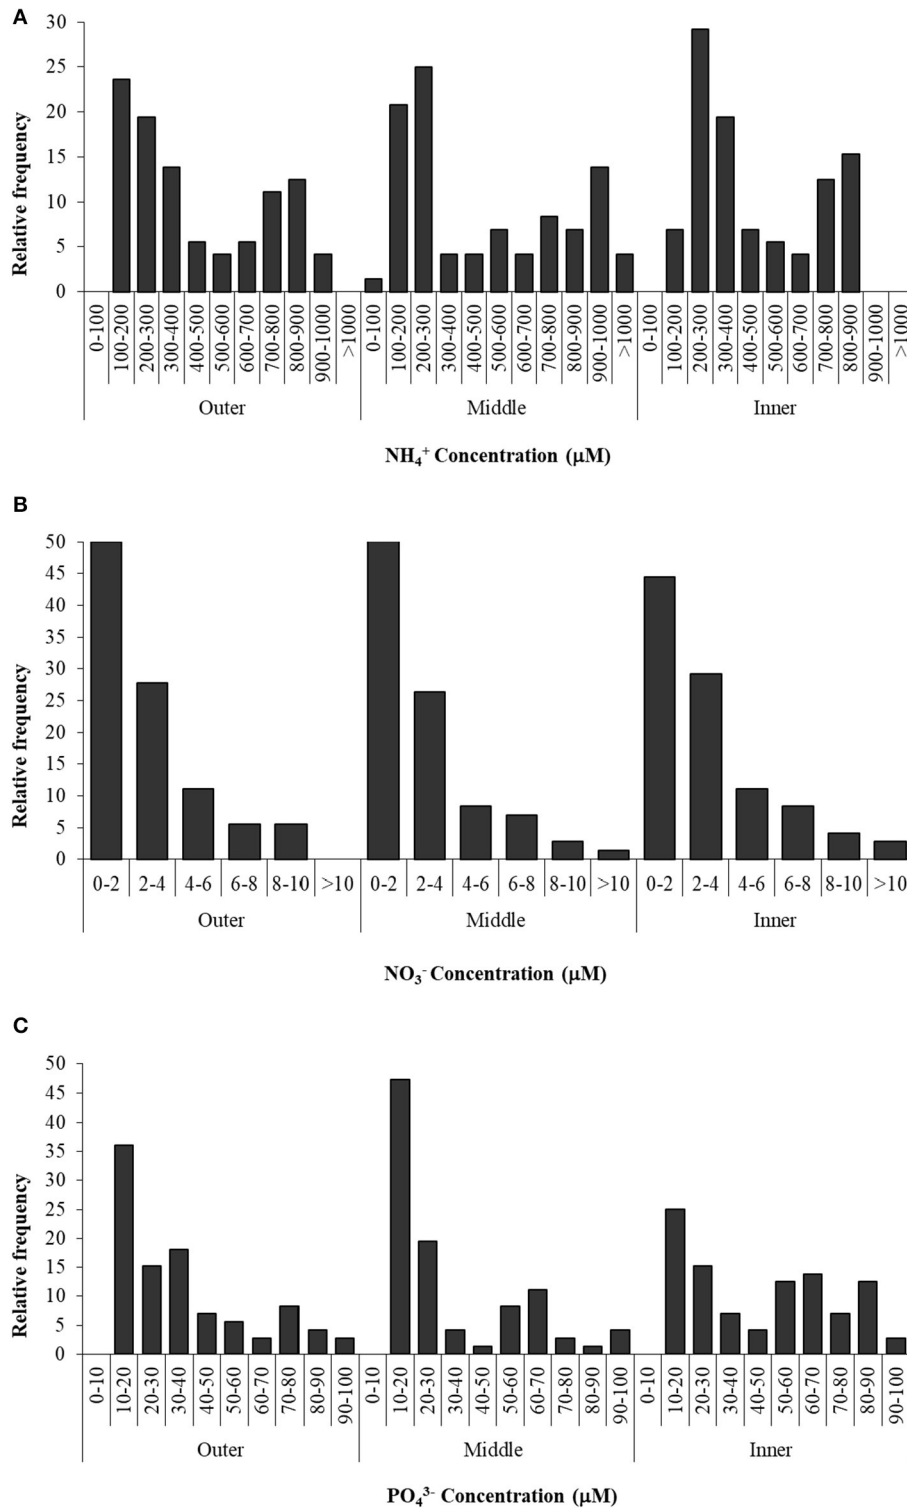 A
Relative frequency
30
25
20
15
10
5
0
0-100 100-200 200-300 300-400 400-500 500-600 600-700 700-800 800-900 900-1000 >1000 0-100 100-200 200-300 300-400 400-500 500-600 600-700 700-800 800-900 900-1000 >1000 0-100 100-200 200-300 300-400 400-500 500-600 600-700 700-800 800-900 900-1000 >1000
Outer Middle Inner
NH₄⁺ Concentration (μM)
B
Relative frequency
50
45
40
35
30
25
20
15
10
5
0
0-2 2-4 4-6 6-8 8-10 >10 0-2 2-4 4-6 6-8 8-10 >10 0-2 2-4 4-6 6-8 8-10 >10
Outer Middle Inner
NO₃⁻ Concentration (μM)
C
Relative frequency
50
45
40
35
30
25
20
15
10
5
0
0-10 10-20 20-30 30-40 40-50 50-60 60-70 70-80 80-90 90-100 0-10 10-20 20-30 30-40 40-50 50-60 60-70 70-80 80-90 90-100 0-10 10-20 20-30 30-40 40-50 50-60 60-70 70-80 80-90 90-100
Outer Middle Inner
PO₄³⁻ Concentration (μM)